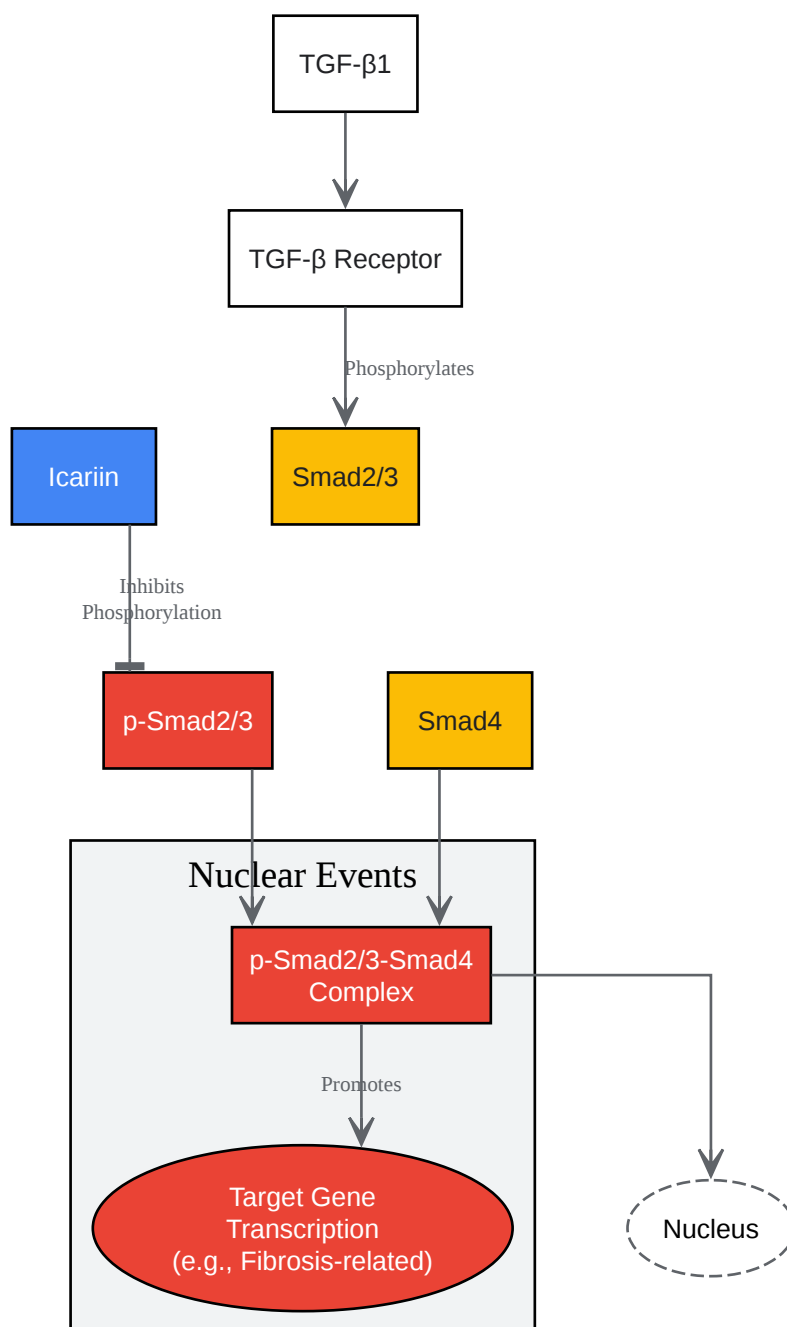 TGF-β1
TGF-β Receptor
Phosphorylates
Icariin
Smad2/3
Inhibits
Phosphorylation
p-Smad2/3
Smad4
Nuclear Events
p-Smad2/3-Smad4
Complex
Promotes
Target Gene
Transcription
(e.g., Fibrosis-related)
Nucleus